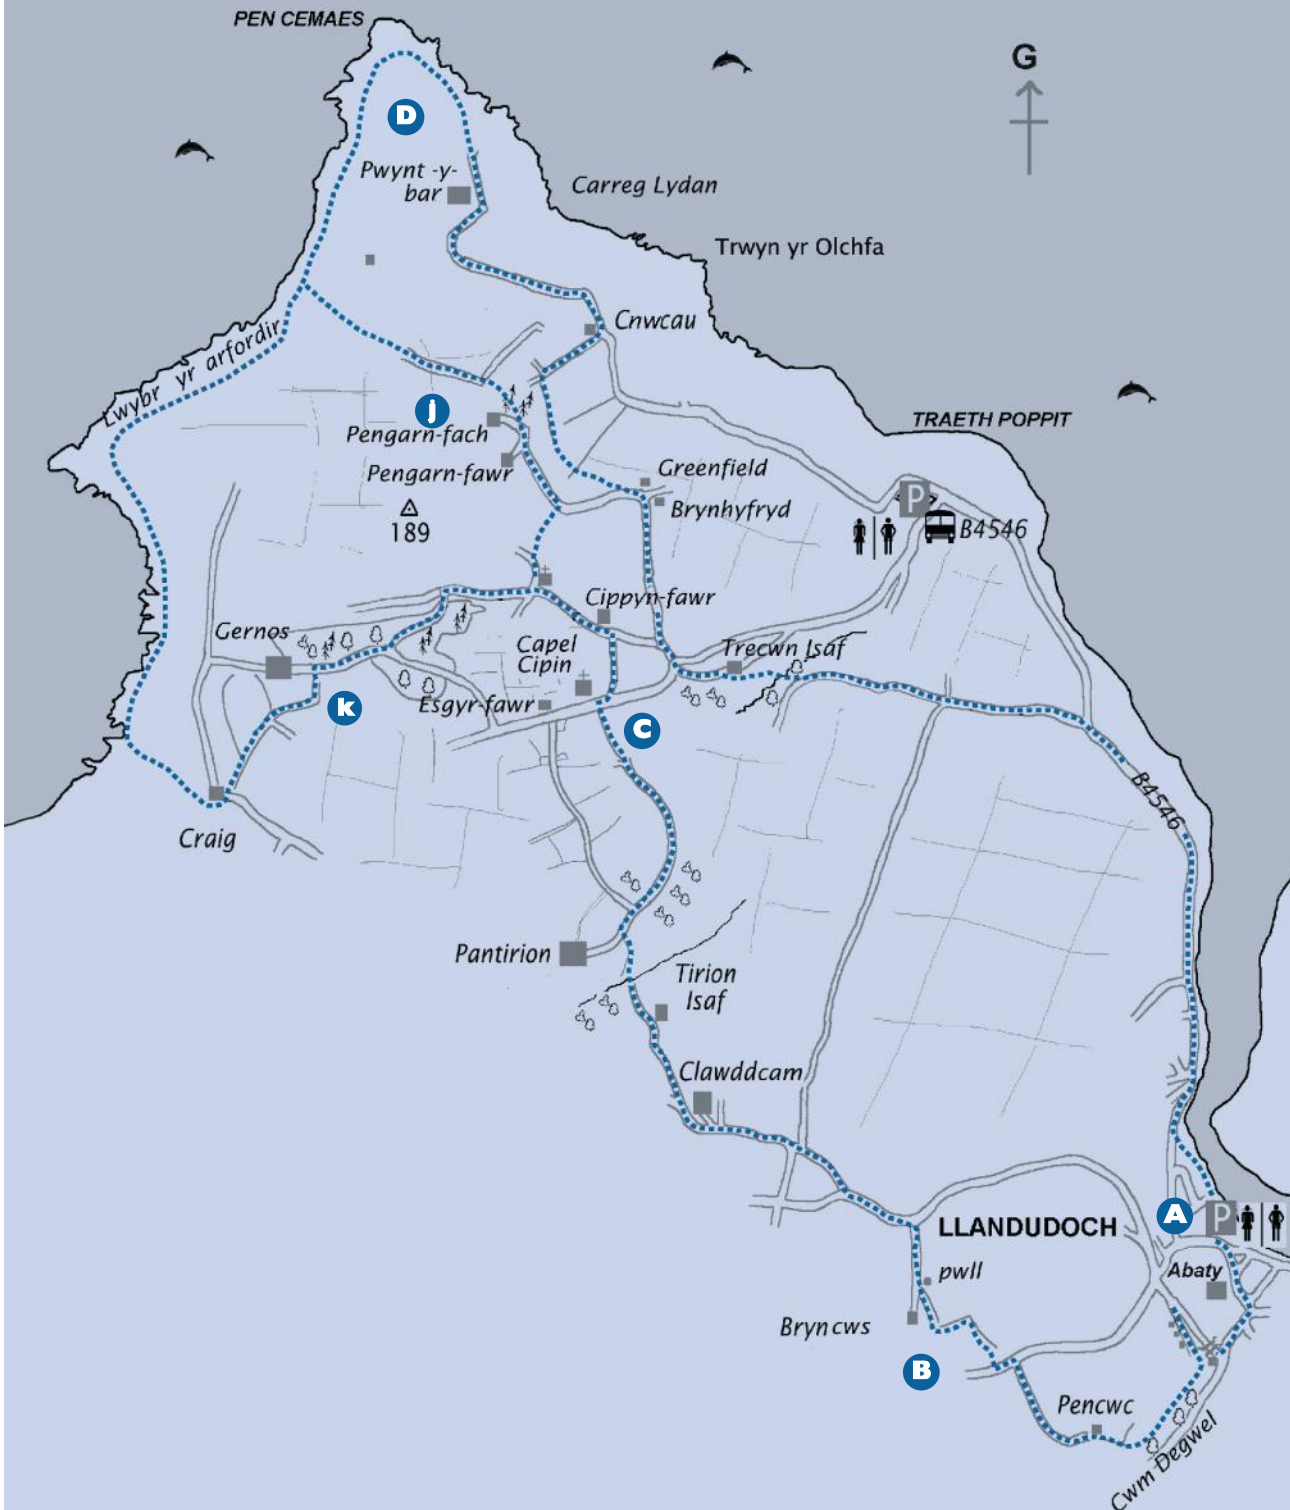 PEN CEMAES
G
D
Pwynt -y-
bar
Carreg Lydan
Trwyn yr Olchfa
Cnwcau
Lwybr yr arfordir
j
Pengarn-fach
TRAETH POPPIT
Pengarn-fawr
Greenfield
P
Brynhyfryd
189
B4546
Cippyn-fawr
Gernos
Capel
Cipin
Trecwn Isaf
k
Esgyr-fawr
C
B4546
Craig
Pantirion
Tirion
Isaf
Clawddcam
A
P
LLANDUDOCH
pwll
Abaty
Bryncws
B
Pencwc
Cwm Degwel